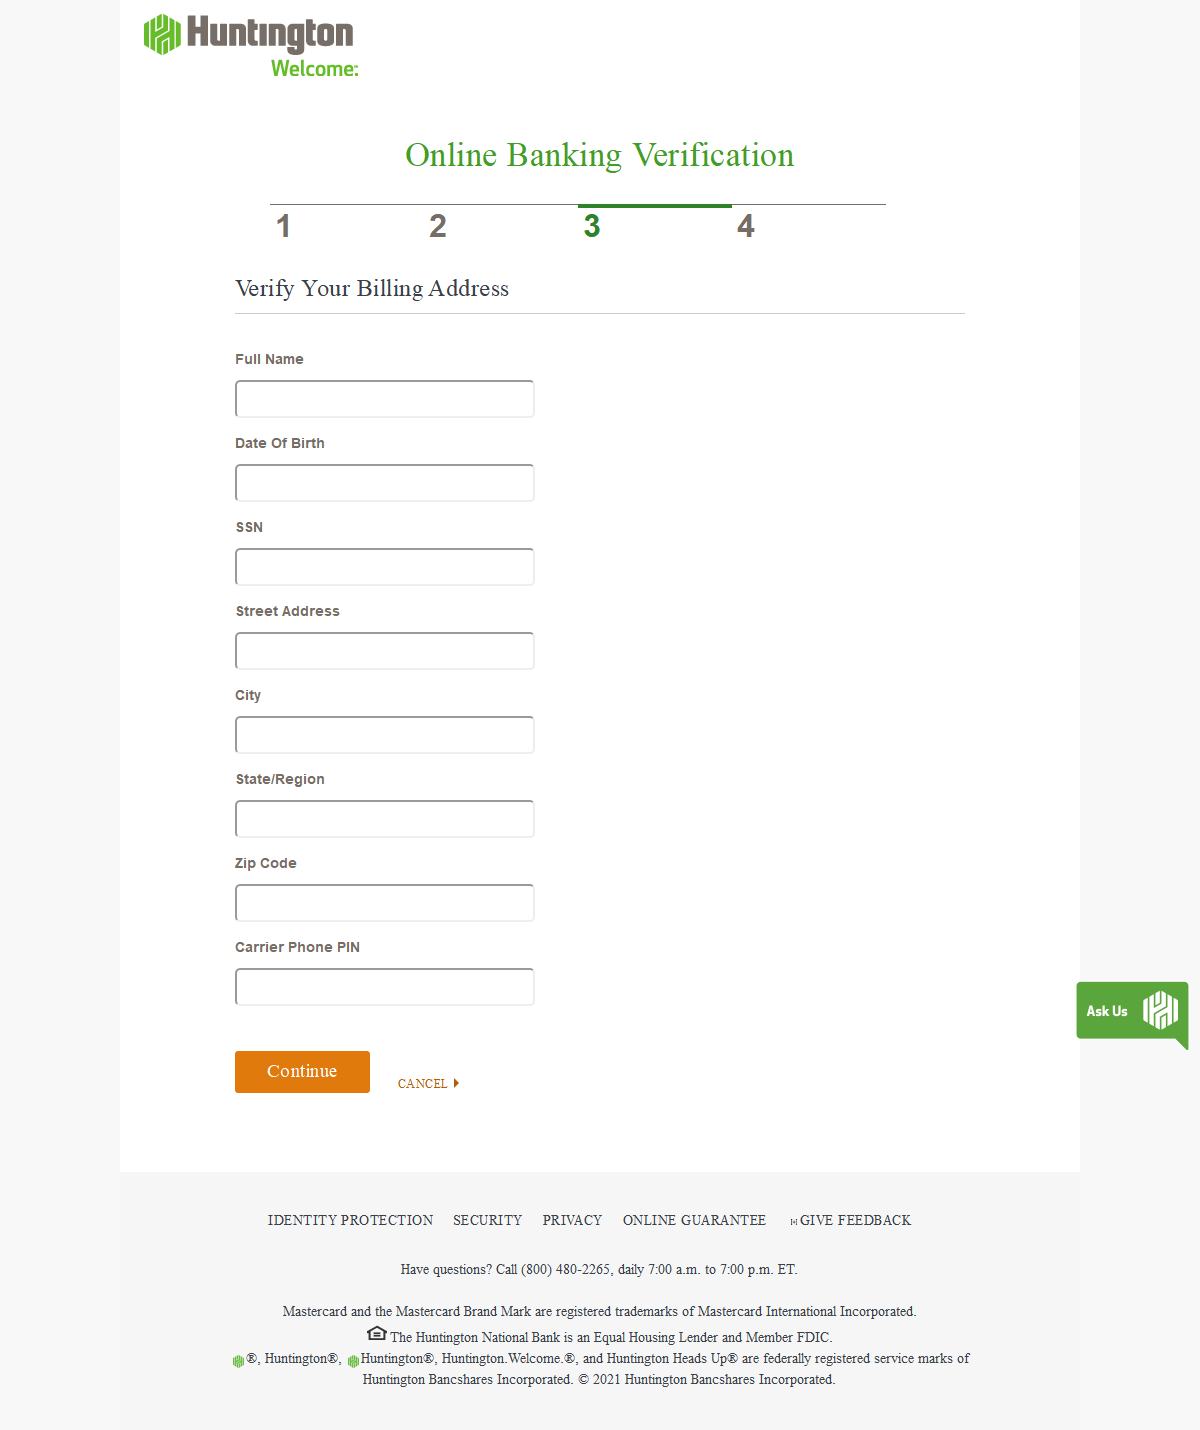 Huntington
Welcome:
Online Banking Verification
1 2 3 4
Verify Your Billing Address
Full Name
Date Of Birth
SSN
Street Address
City
State/Region
Zip Code
Carrier Phone PIN
Ask Us
Continue
CANCEL
IDENTITY PROTECTION SECURITY PRIVACY ONLINE GUARANTEE [+] GIVE FEEDBACK
Have questions? Call (800) 480-2265, daily 7:00 a.m. to 7:00 p.m. ET.
Mastercard and the Mastercard Brand Mark are registered trademarks of Mastercard International Incorporated.
The Huntington National Bank is an Equal Housing Lender and Member FDIC.
®, Huntington®, Huntington®, Huntington.Welcome.®, and Huntington Heads Up® are federally registered service marks of
Huntington Bancshares Incorporated. © 2021 Huntington Bancshares Incorporated.